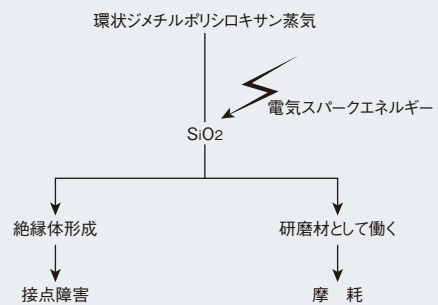 環状ジメチルポリシロキサン蒸気
電気スパークエネルギー
SiO2
絶縁体形成
研磨材として働く
接点障害
摩　耗